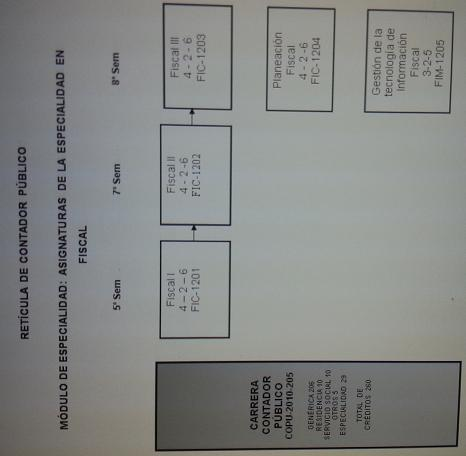 RETÍCULA DE CONTADOR PÚBLICO
MÓDULO DE ESPECIALIDAD: ASIGNATURAS DE LA ESPECIALIDAD EN
FISCAL
5° Sem
7° Sem
8° Sem
Fiscal I
4 – 2 – 6
FIC-1201
Fiscal II
4 - 2 -6
FIC-1202
Fiscal III
4 - 2 - 6
FIC-1203
Planeación
Fiscal
4 - 2 -6
FIC-1204
Gestión de la
tecnología de
Información
Fiscal
3-2-5
FIM-1205
CARRERA
CONTADOR
PÚBLICO
COPU-2010-205
GENÉRICA 206
RESIDENCIA 10
SERVICIO SOCIAL 10
OTROS 5
ESPECIALIDAD 29
TOTAL DE
CRÉDITOS 260